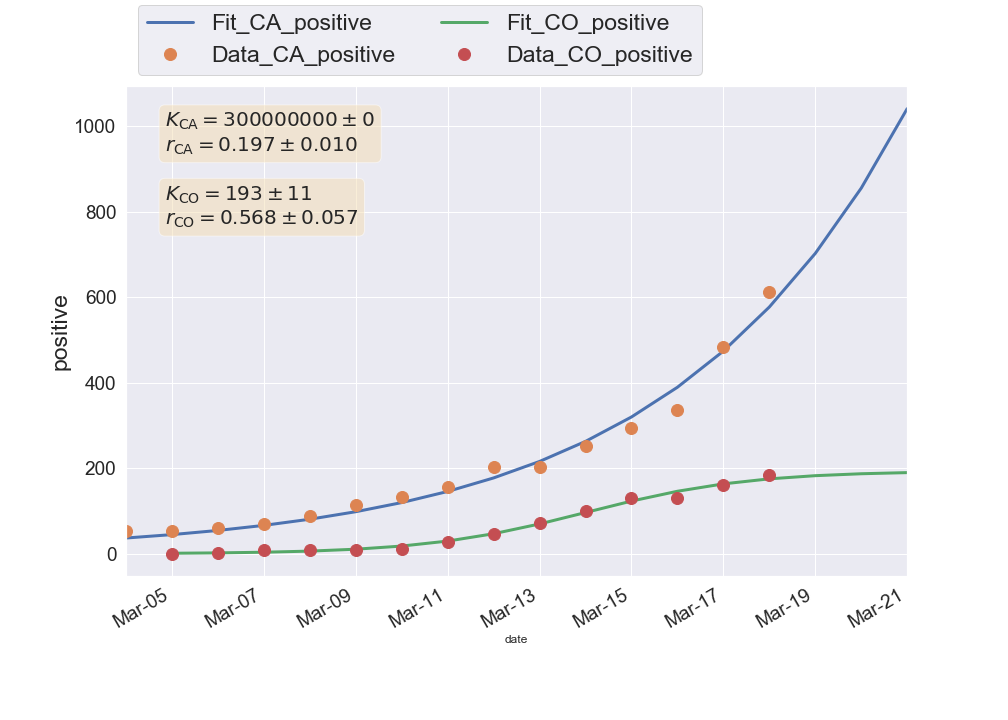 Fit_CA_positive Fit_CO_positive
Data_CA_positive Data_CO_positive
K_CA = 300000000 ± 0
r_CA = 0.197 ± 0.010
K_CO = 193 ± 11
r_CO = 0.568 ± 0.057
1000
800
600
400
200
0
positive
Mar-05 Mar-07 Mar-09 Mar-11 Mar-13 Mar-15 Mar-17 Mar-19 Mar-21
date